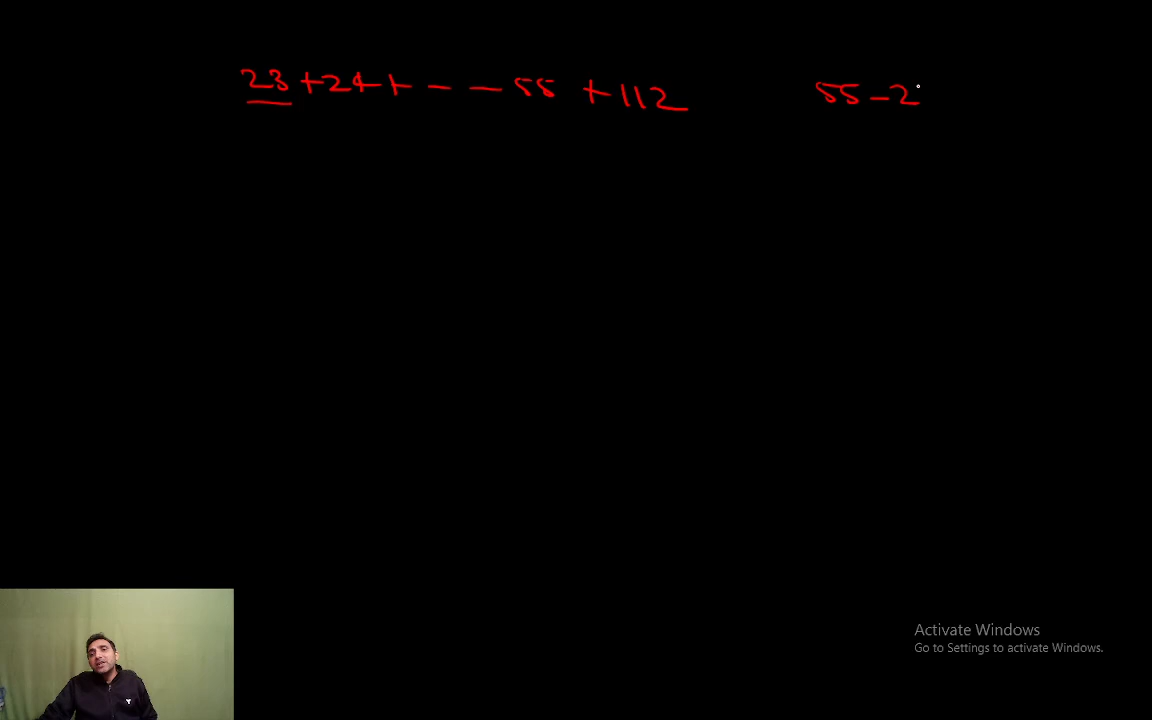 23 + 24 + - - 55 + 112
55 - 2
Activate Windows
Go to Settings to activate Windows.